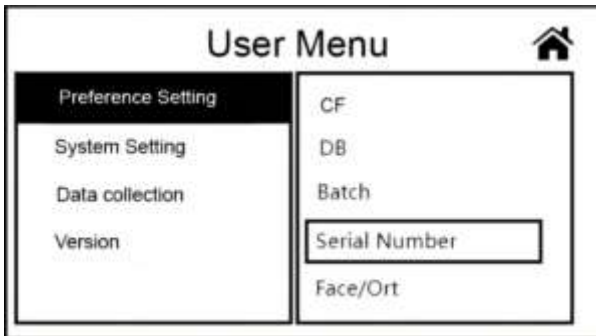 User Menu
Preference Setting
System Setting
Data collection
Version
CF
DB
Batch
Serial Number
Face/Ort